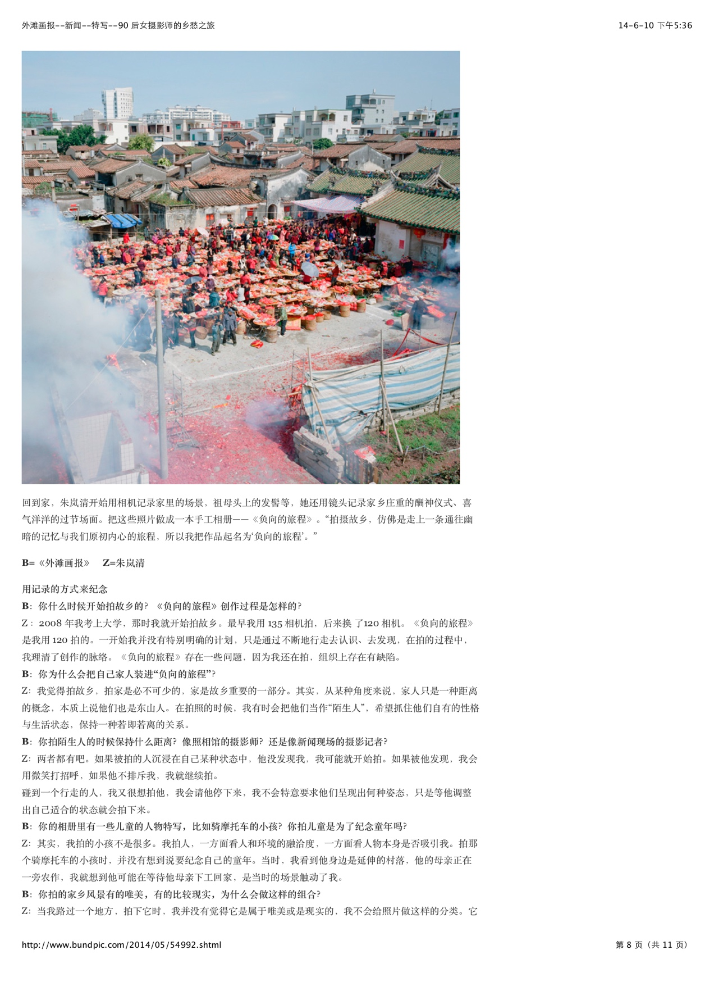 外滩画报--新闻--特写--90 后女摄影师的乡愁之旅
14-6-10 下午5:36
回到家，朱岚清开始用相机记录家里的场景，祖母头上的发髻等，她还用镜头记录家乡庄重的酬神仪式、喜
气洋洋的过节场面。把这些照片做成一本手工相册——《负向的旅程》。“拍摄故乡，仿佛是走上一条通往幽
暗的记忆与我们原初内心的旅程，所以我把作品起名为‘负向的旅程’。”
B=《外滩画报》 Z=朱岚清
用记录的方式来纪念
B：你什么时候开始拍故乡的？《负向的旅程》创作过程是怎样的？
Z：2008 年我考上大学，那时我就开始拍故乡。最早我用 135 相机拍，后来换 了120 相机。《负向的旅程》
是我用 120 拍的。一开始我并没有特别明确的计划，只是通过不断地行走去认识、去发现，在拍的过程中，
我理清了创作的脉络。《负向的旅程》存在一些问题，因为我还在拍，组织上存在有缺陷。
B：你为什么会把自己家人装进“负向的旅程”？
Z：我觉得拍故乡，拍家是必不可少的，家是故乡重要的一部分。其实，从某种角度来说，家人只是一种距离
的概念，本质上说他们也是东山人。在拍照的时候，我有时会把他们当作“陌生人”，希望抓住他们自有的性格
与生活状态，保持一种若即若离的关系。
B：你拍陌生人的时候保持什么距离？像照相馆的摄影师？还是像新闻现场的摄影记者？
Z：两者都有吧。如果被拍的人沉浸在自己某种状态中，他没发现我，我可能就开始拍。如果被他发现，我会
用微笑打招呼，如果他不排斥我，我就继续拍。
碰到一个行走的人，我又很想拍他，我会请他停下来，我不会特意要求他们呈现出何种姿态，只是等他调整
出自己适合的状态就会拍下来。
B：你的相册里有一些儿童的人物特写，比如骑摩托车的小孩？你拍儿童是为了纪念童年吗？
Z：其实，我拍的小孩不是很多。我拍人，一方面看人和环境的融洽度，一方面看人物本身是否吸引我。拍那
个骑摩托车的小孩时，并没有想到说要纪念自己的童年。当时，我看到他身边是延伸的村落，他的母亲正在
一旁农作，我就想到他可能在等待他母亲下工回家，是当时的场景触动了我。
B：你拍的家乡风景有的唯美，有的比较现实，为什么会做这样的组合？
Z：当我路过一个地方，拍下它时，我并没有觉得它是属于唯美或是现实的，我不会给照片做这样的分类。它
http://www.bundpic.com/2014/05/54992.shtml
第 8 页（共 11 页）